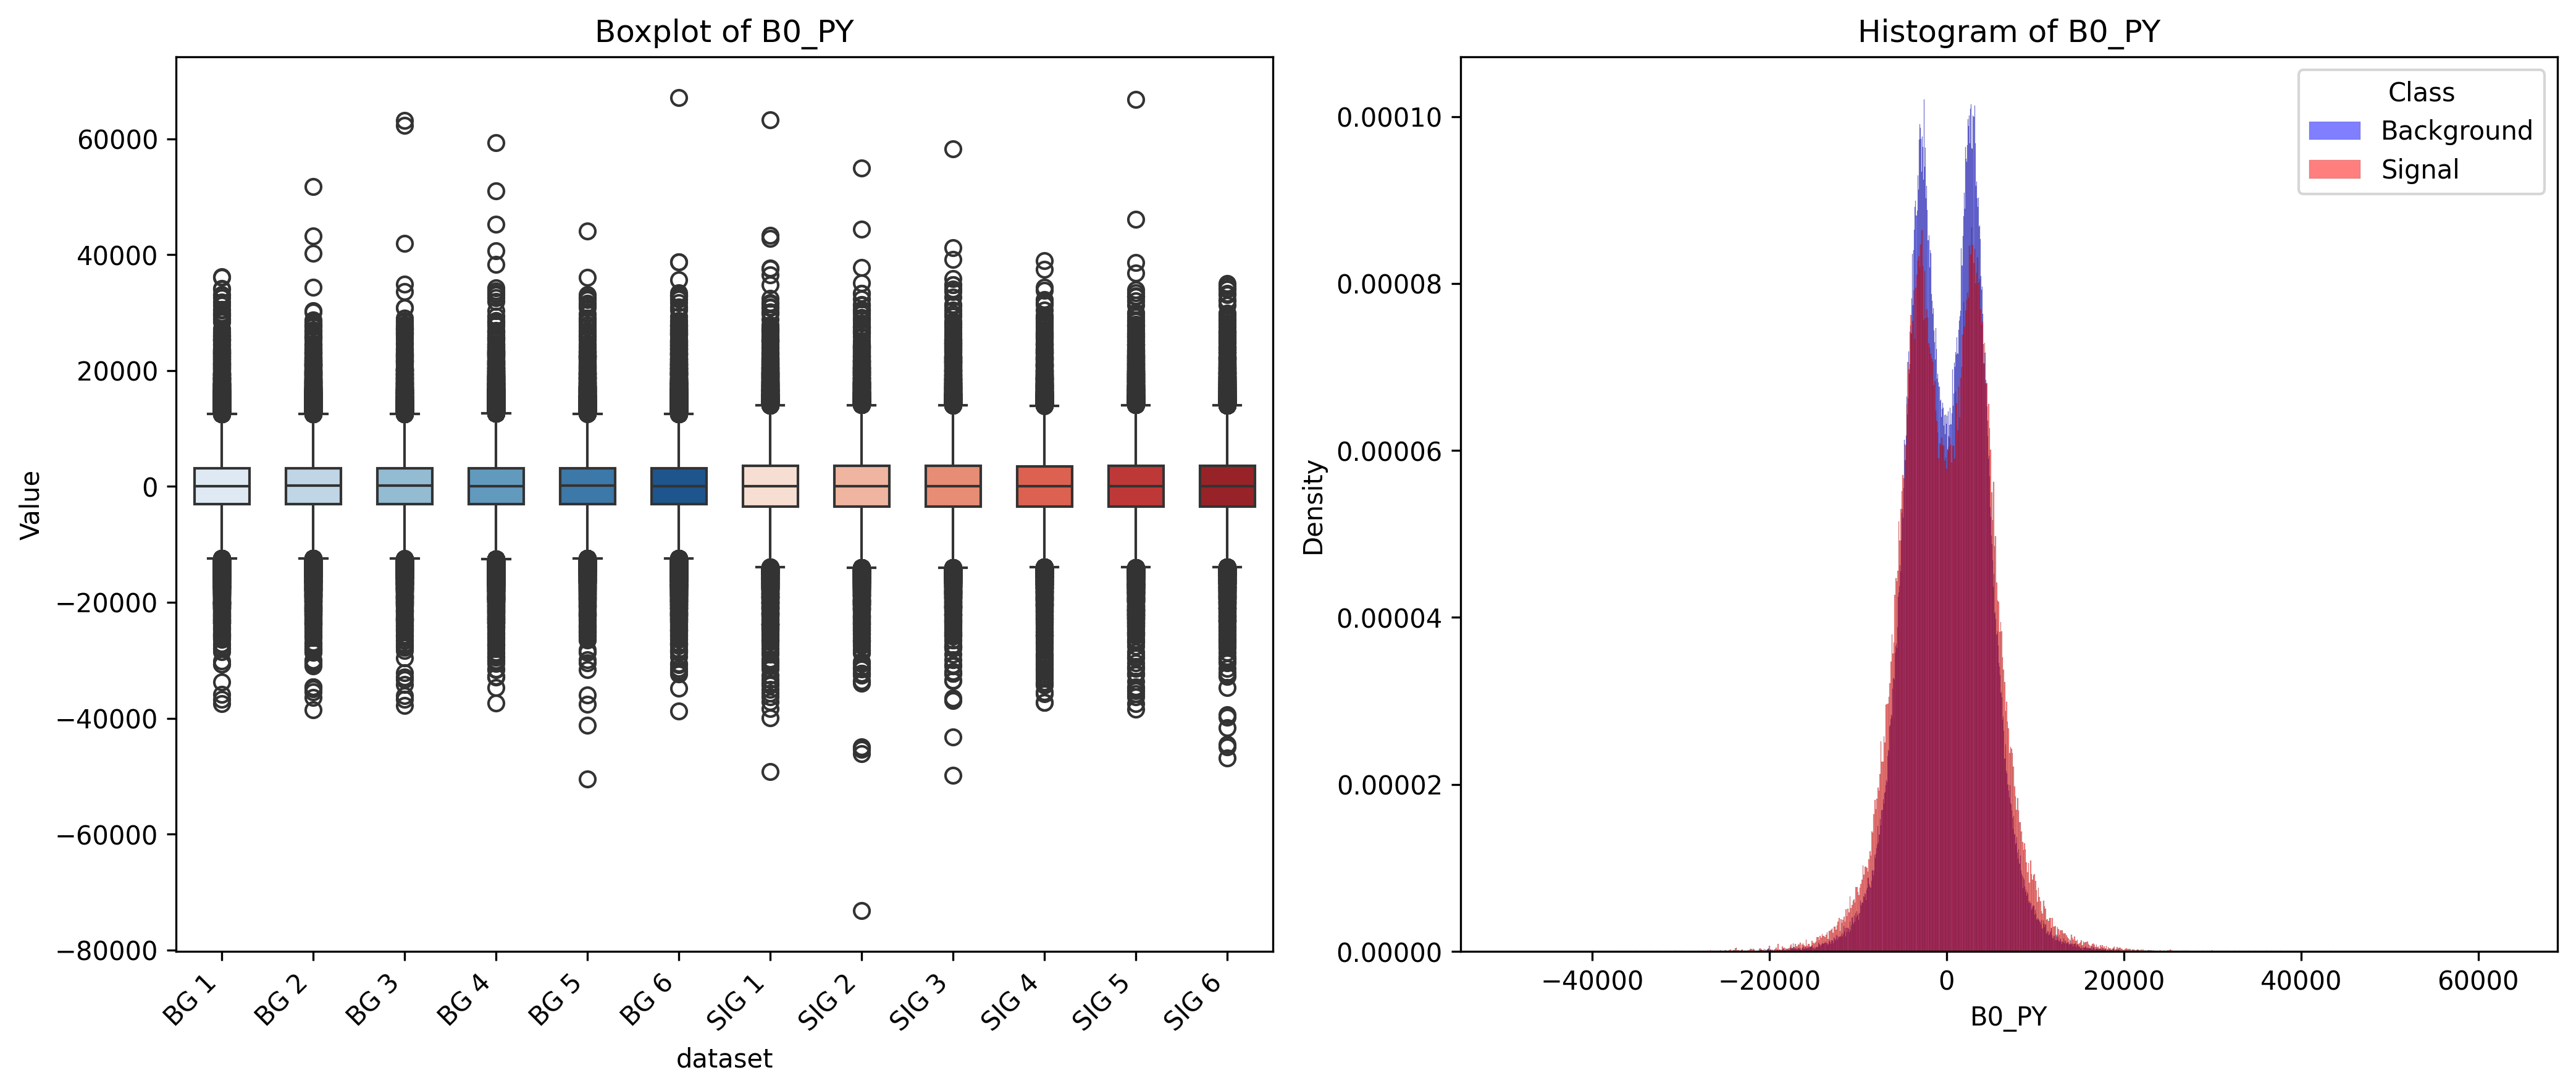 Boxplot of B0_PY
Value
60000
40000
20000
0
−20000
−40000
−60000
−80000
BG 1
BG 2
BG 3
BG 4
BG 5
BG 6
SIG 1
SIG 2
SIG 3
SIG 4
SIG 5
SIG 6
dataset
Histogram of B0_PY
Class
Background
Signal
Density
0.00010
0.00008
0.00006
0.00004
0.00002
0.00000
−40000
−20000
0
20000
40000
60000
B0_PY